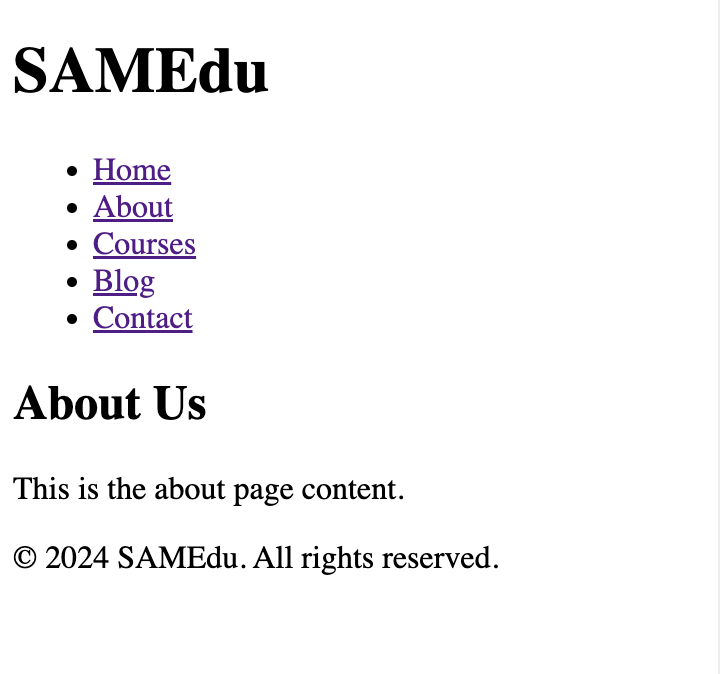 SAMEdu
Home
About
Courses
Blog
Contact
About Us
This is the about page content.
© 2024 SAMEdu. All rights reserved.